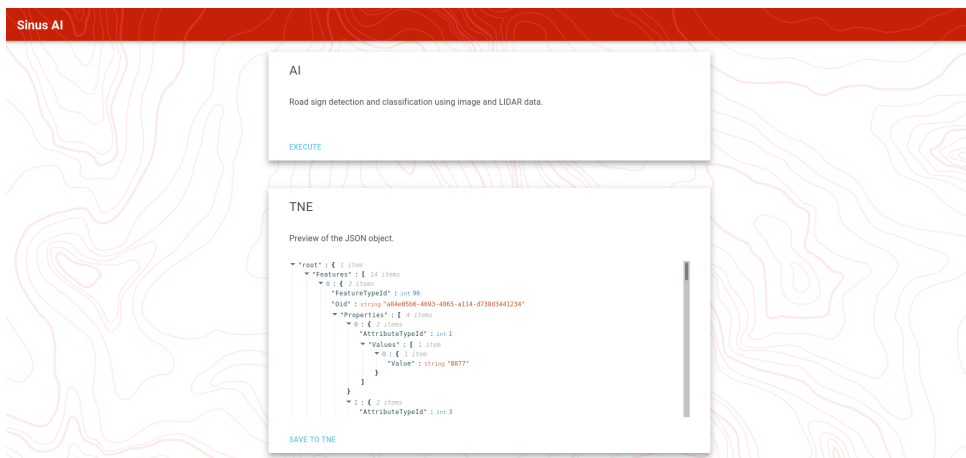 Sinus AI
AI
Road sign detection and classification using image and LIDAR data.
EXECUTE
TNE
Preview of the JSON object.
"root" : { 1 item
"Features" : [ 14 items
0 : { 3 items
"FeatureTypeId" : int 96
"Oid" : string "a84e05b6-4693-4065-a114-d738d3441234"
"Properties" : [ 4 items
0 : { 2 items
"AttributeTypeId" : int 1
"Values" : [ 1 item
0 : { 1 item
"Value" : string "8877"
}
]
}
1 : { 2 items
"AttributeTypeId" : int 3
SAVE TO TNE